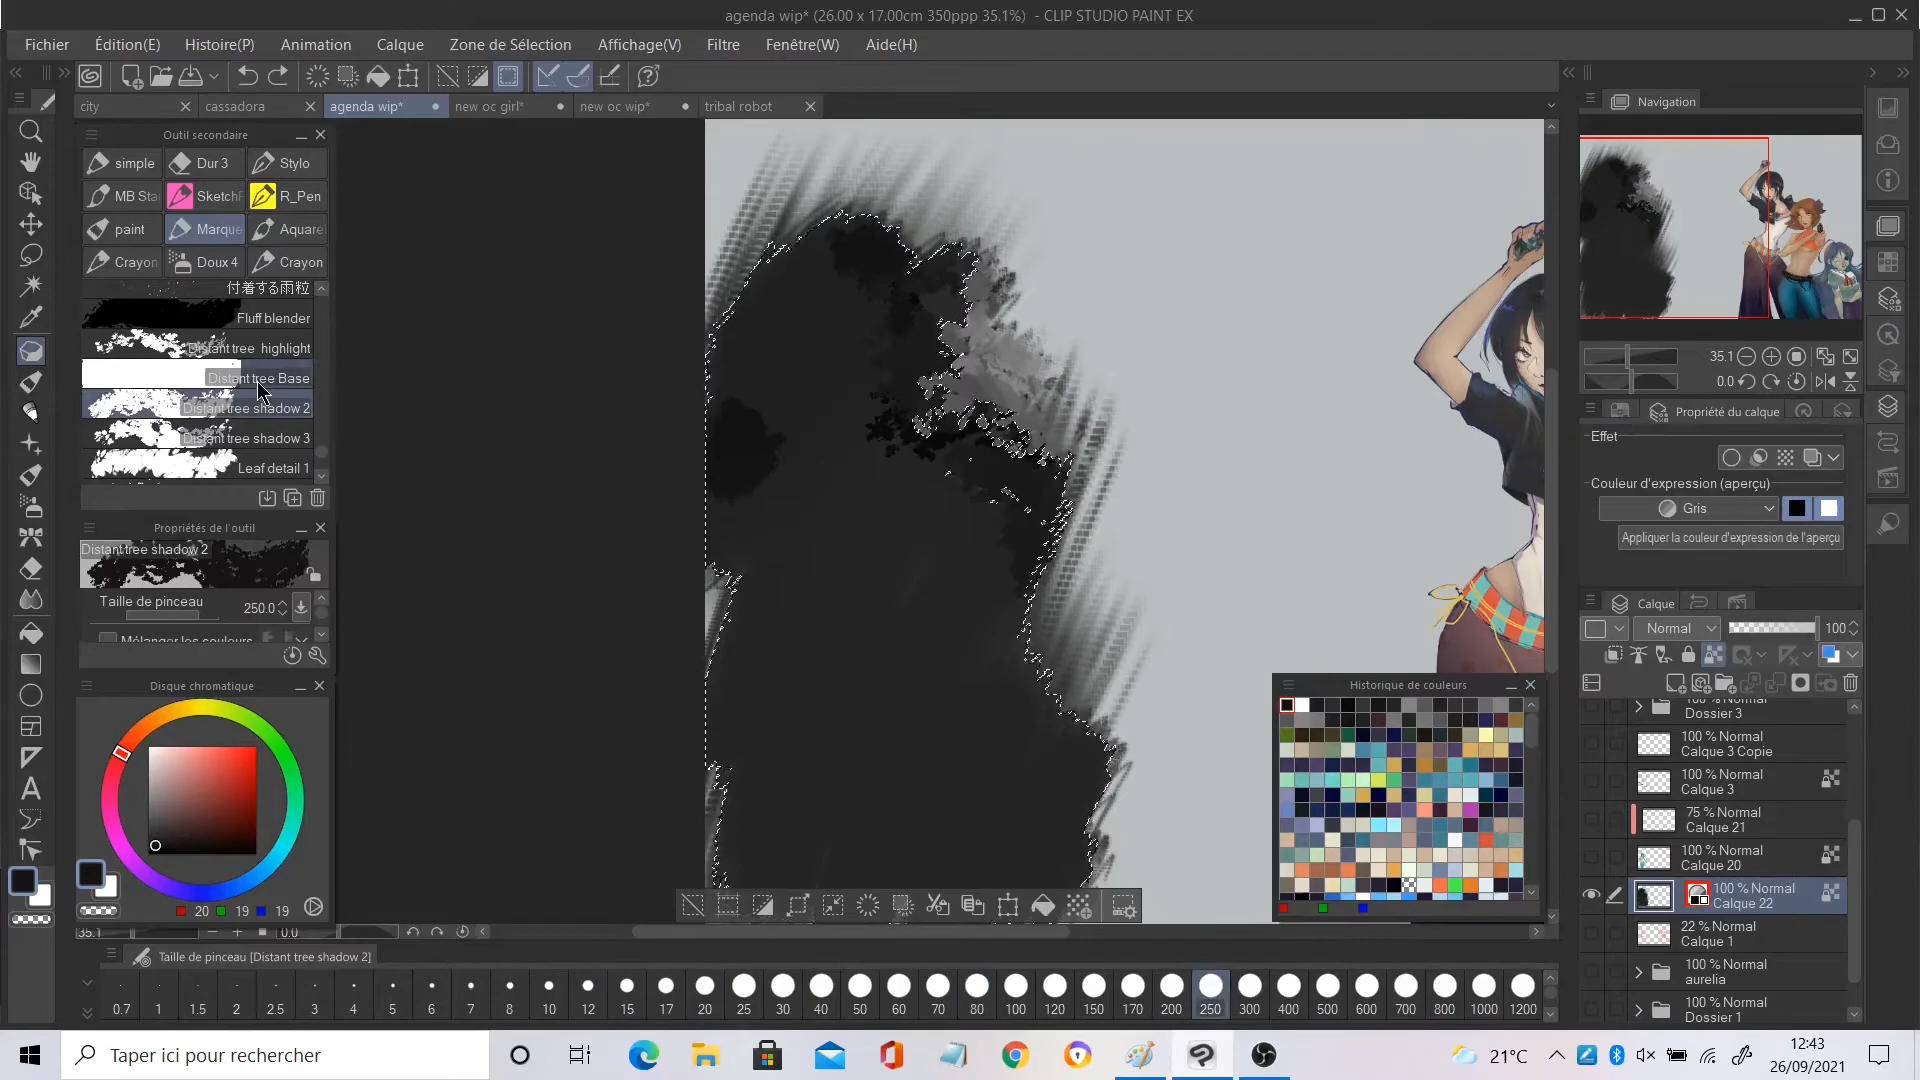 agenda wip* (26.00 x 17.00cm 350ppp 35.1%) - CLIP STUDIO PAINT EX
Fichier Édition(E) Histoire(P) Animation Calque Zone de Sélection Affichage(V) Filtre Fenêtre(W) Aide(H)
city cassadora agenda wip* new oc girl* new oc wip* tribal robot
Outil secondaire
simple Dur 3 Stylo
MB Sta Sketch R_Pen
paint Marque Aquare
Crayon Doux 4 Crayon
付着する雨粒
Fluff blender
Distant tree highlight
Distant tree Base
Distant tree shadow 2
Distant tree shadow 3
Leaf detail 1
Propriétés de l'outil
Distant tree shadow 2
Taille de pinceau 250.0
Mélanger les couleurs
Disque chromatique
20 19 19
35.1 0.0
Taille de pinceau [Distant tree shadow 2]
0.7 1 1.5 2 2.5 3 4 5 6 7 8 10 12 15 17 20 25 30 40 50 60 70 80 100 120 150 170 200 250 300 400 500 600 700 800 1000 1200
Historique de couleurs
Navigation
35.1
0.0
Propriété du calque
Effet
Couleur d'expression (aperçu)
Gris
Appliquer la couleur d'expression de l'aperçu
Calque
Normal 100
100 % Normal
Dossier 3
100 % Normal
Calque 3 Copie
100 % Normal
Calque 3
75 % Normal
Calque 21
100 % Normal
Calque 20
100 % Normal
Calque 22
22 % Normal
Calque 1
100 % Normal
aurelia
100 % Normal
Dossier 1
Taper ici pour rechercher
21°C
12:43
26/09/2021